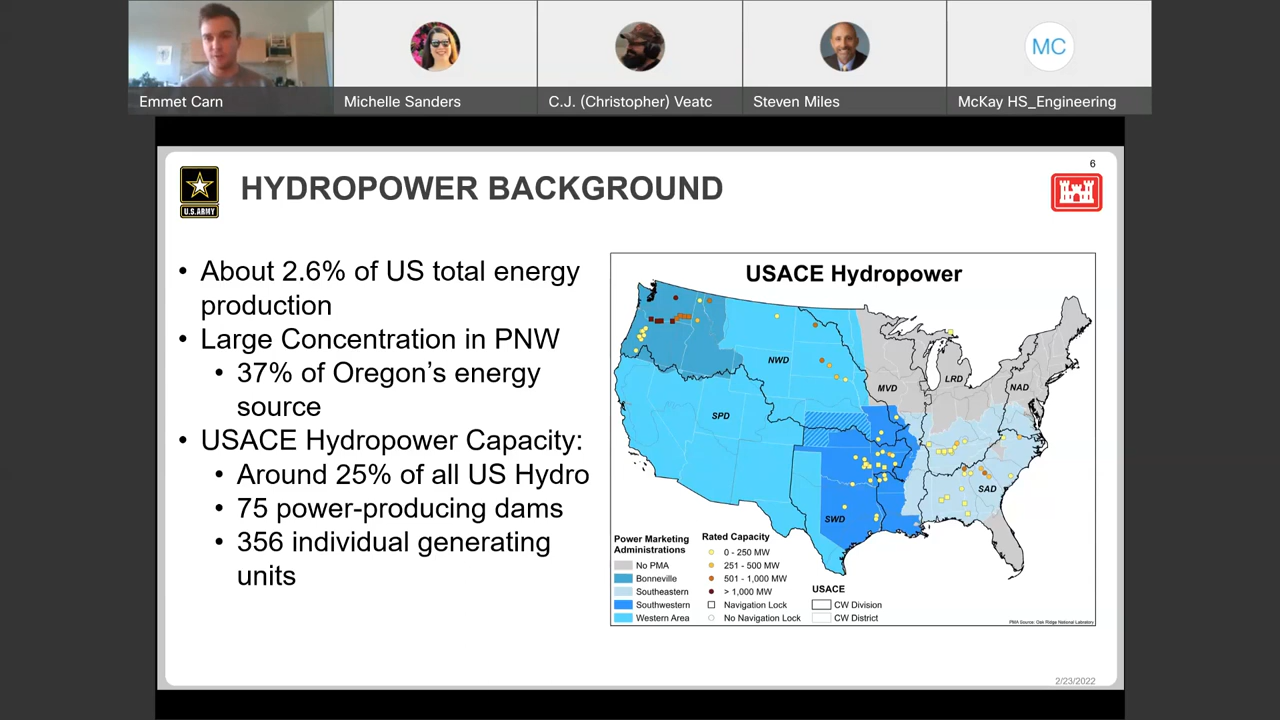 Emmet Carn
Michelle Sanders
C.J. (Christopher) Veatc
Steven Miles
MC
McKay HS_Engineering
6
U.S.ARMY
HYDROPOWER BACKGROUND
• About 2.6% of US total energy
production
• Large Concentration in PNW
• 37% of Oregon's energy
source
• USACE Hydropower Capacity:
• Around 25% of all US Hydro
• 75 power-producing dams
• 356 individual generating
units
USACE Hydropower
NWD
MVD
LRD
NAD
SPD
SAD
SWD
Power Marketing
Administrations
No PMA
Bonneville
Southeastern
Southwestern
Western Area
Rated Capacity
0 - 250 MW
251 - 500 MW
501 - 1,000 MW
> 1,000 MW
Navigation Lock
No Navigation Lock
USACE
CW Division
CW District
PMA Source: Oak Ridge National Laboratory
2/23/2022